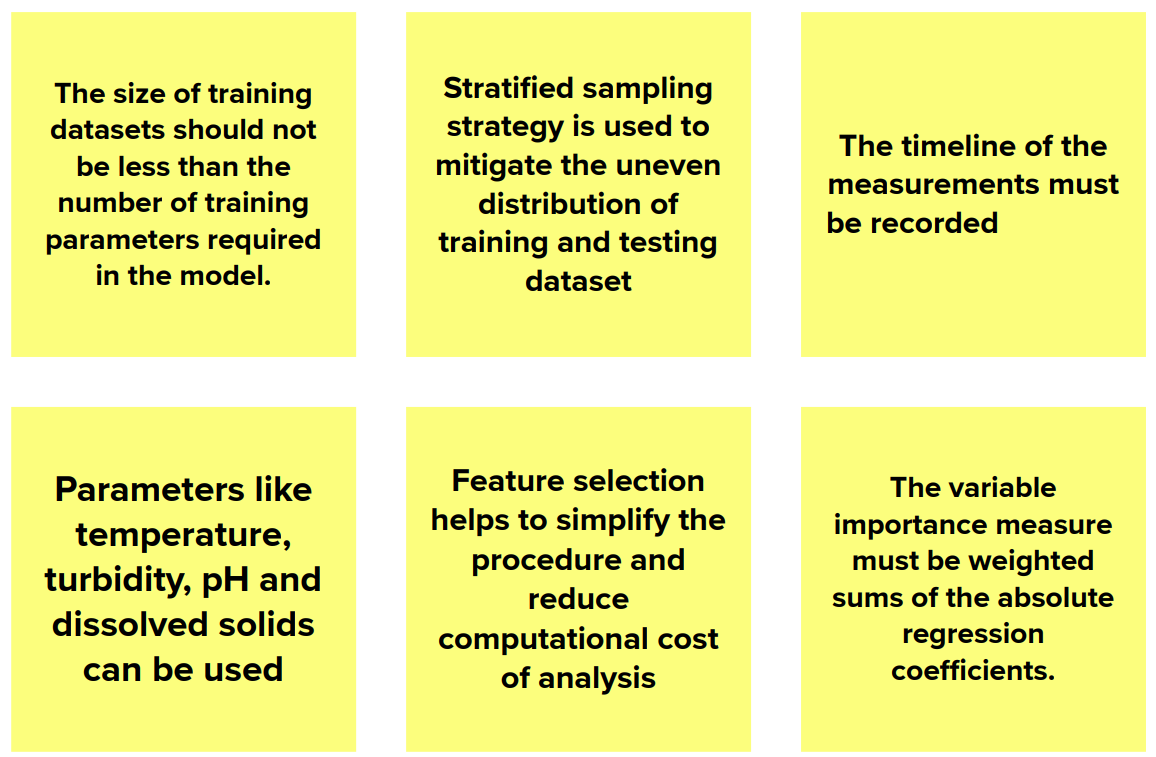 The size of training
datasets should not
be less than the
number of training
parameters required
in the model.
Stratified sampling
strategy is used to
mitigate the uneven
distribution of
training and testing
dataset
The timeline of the
measurements must
be recorded
Parameters like
temperature,
turbidity, pH and
dissolved solids
can be used
Feature selection
helps to simplify the
procedure and
reduce
computational cost
of analysis
The variable
importance measure
must be weighted
sums of the absolute
regression
coefficients.